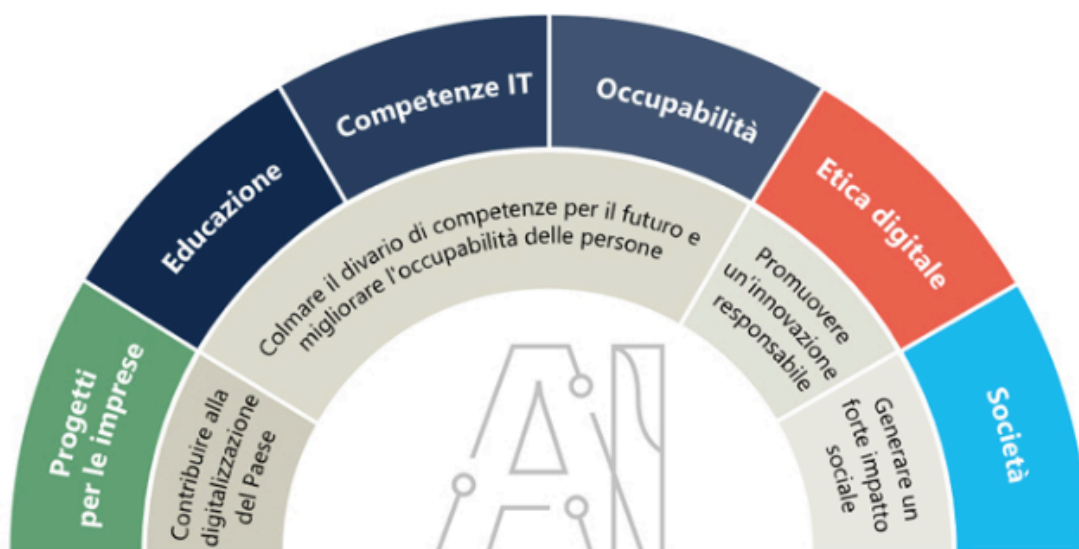 Progetti
per le imprese
Educazione
Competenze IT
Occupabilità
Etica digitale
Società
Contribuire alla
digitalizzazione
del Paese
Colmare il divario di competenze per il futuro e
migliorare l'occupabilità delle persone
Promuovere
un'innovazione
responsabile
Generare un
forte impatto
sociale
AI